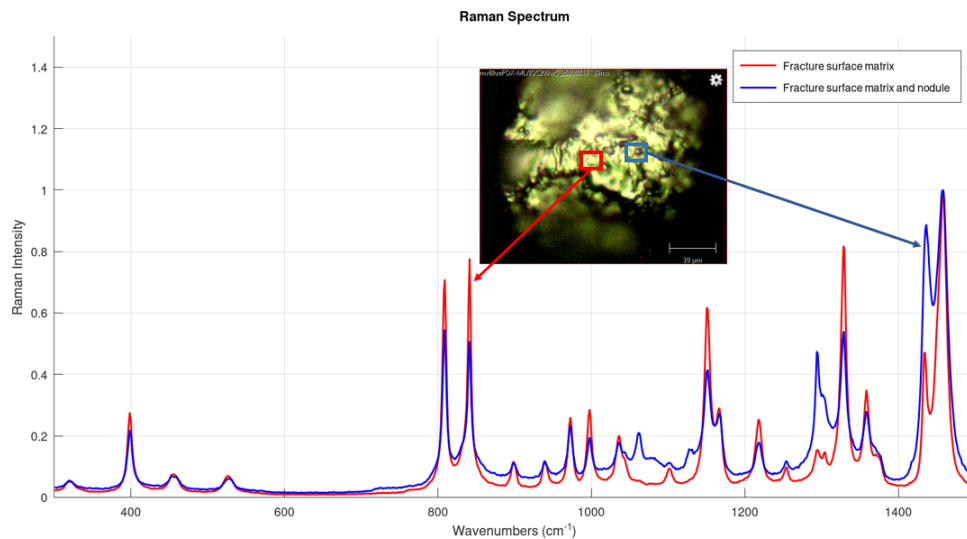 Raman Spectrum
1.4
1.2
1
0.8
0.6
0.4
0.2
0
Raman Intensity
400
600
800
1000
1200
1400
Wavenumbers (cm⁻¹)
Fracture surface matrix
Fracture surface matrix and nodule
19 µm